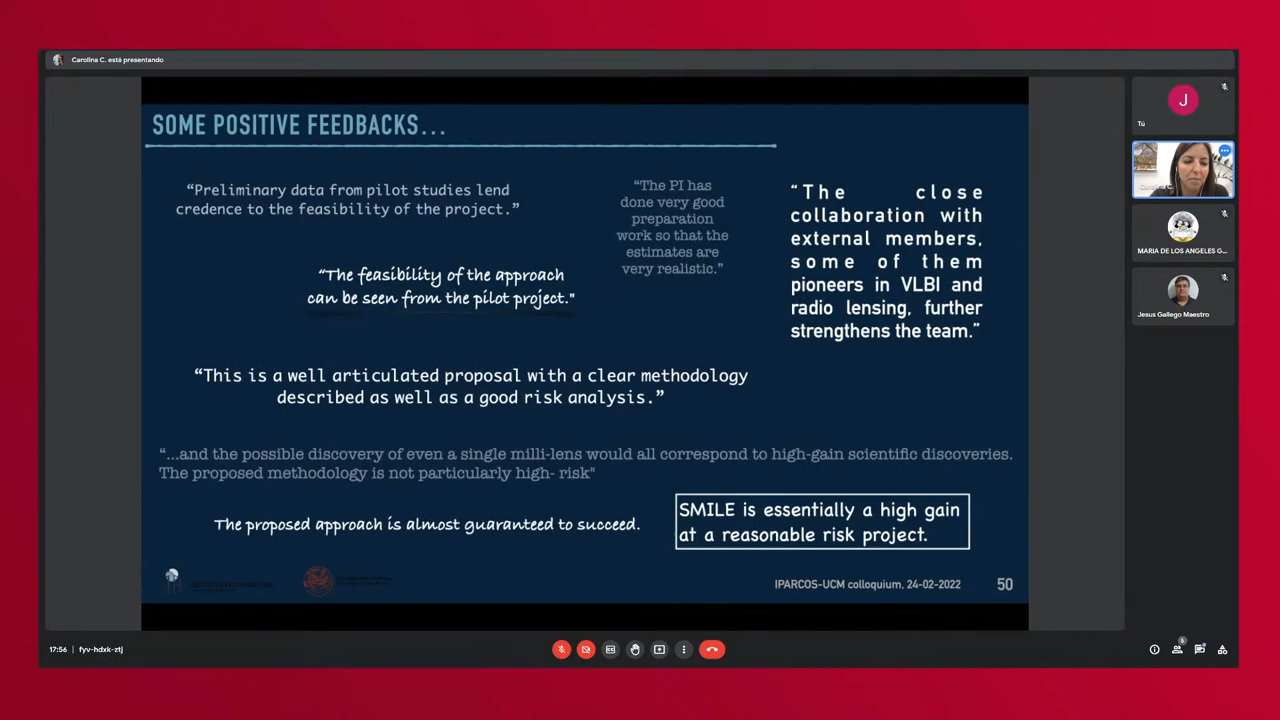 Carolina C. está presentando
SOME POSITIVE FEEDBACKS...
“Preliminary data from pilot studies lend
credence to the feasibility of the project.”
“The PI has
done very good
preparation
work so that the
estimates are
very realistic.”
“The close
collaboration with
external members,
some of them
pioneers in VLBI and
radio lensing, further
strengthens the team.”
“The feasibility of the approach
can be seen from the pilot project."
“This is a well articulated proposal with a clear methodology
described as well as a good risk analysis.”
“...and the possible discovery of even a single milli-lens would all correspond to high-gain scientific discoveries.
The proposed methodology is not particularly high- risk"
The proposed approach is almost guaranteed to succeed.
SMILE is essentially a high gain
at a reasonable risk project.
IPARCOS-UCM colloquium, 24-02-2022
50
J
Tú
Carolina C.
MARIA DE LOS ANGELES G...
Jesus Gallego Maestro
17:56 | fyv-hdxk-ztj